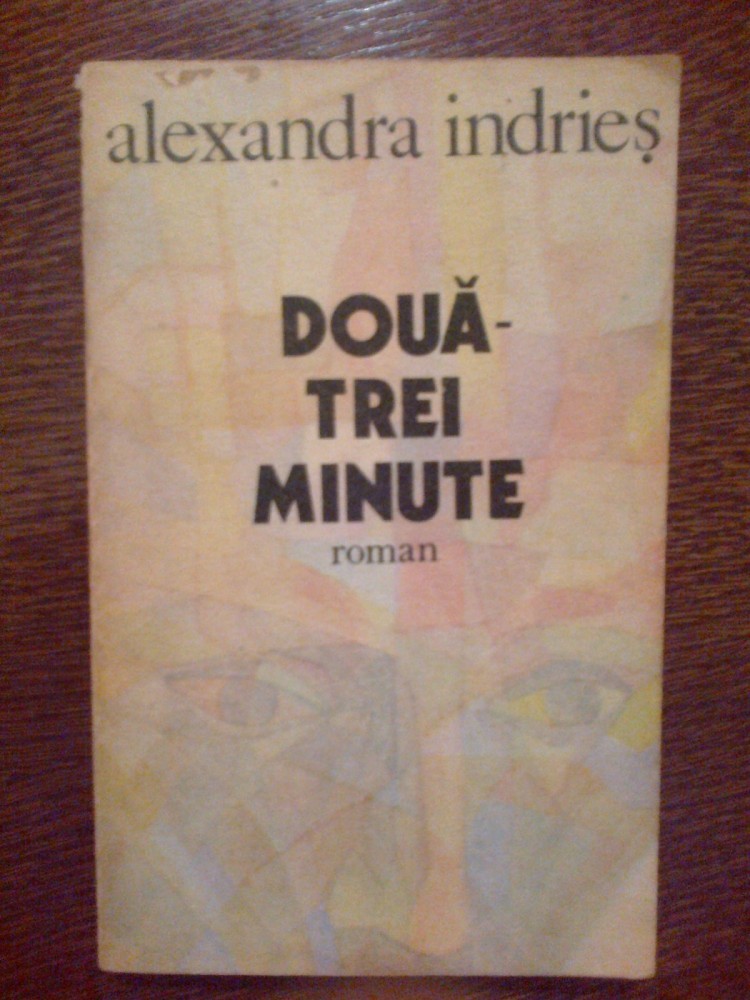 alexandra indrieș
DOUĂ-
TREI
MINUTE
roman